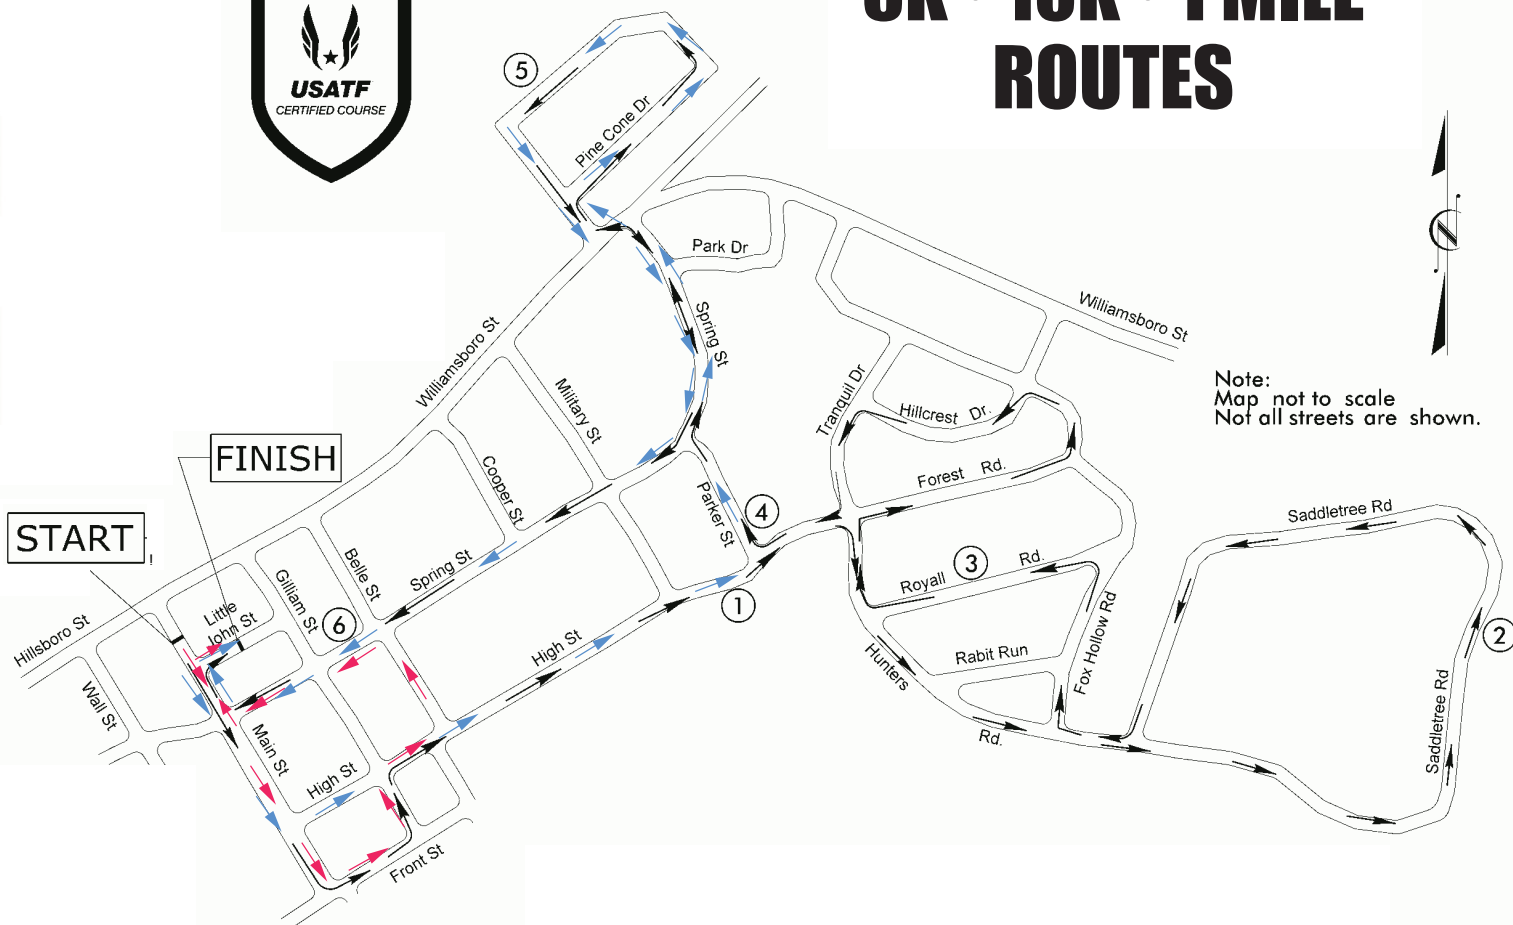 5K • 10K • 1 MILE
ROUTES
USATF
CERTIFIED COURSE
5
Pine Cone Dr
Park Dr
Williamsboro St
Spring St
Williamsboro St
Note:
Map not to scale
Not all streets are shown.
Military St
Tranquil Dr
Hillcrest Dr.
FINISH
Cooper St
Forest Rd.
START
Parker St
4
Saddletree Rd
Belle St
Spring St
Royall Rd.
3
Gilliam St
Little
John St
6
1
Hillsboro St
High St
Hunters Rd.
Rabit Run
Fox Hollow Rd
2
Wall St
Main St
Saddletree Rd
High St
Front St
N